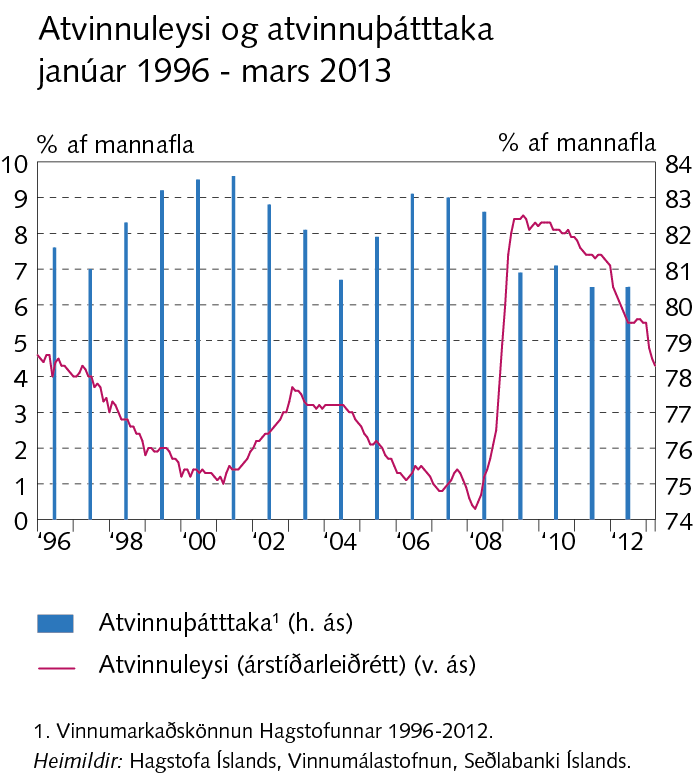 Atvinnuleysi og atvinnuþátttaka
janúar 1996 - mars 2013
% af mannafla
% af mannafla
10 84
9 83
8 82
7 81
6 80
5 79
4 78
3 77
2 76
1 75
0 74
‘96 ‘98 ‘00 ‘02 ‘04 ‘06 ‘08 ‘10 ‘12
Atvinnuþátttaka¹ (h. ás)
Atvinnuleysi (árstíðarleiðrétt) (v. ás)
1. Vinnumarkaðskönnun Hagstofunnar 1996-2012.
Heimildir: Hagstofa Íslands, Vinnumálastofnun, Seðlabanki Íslands.